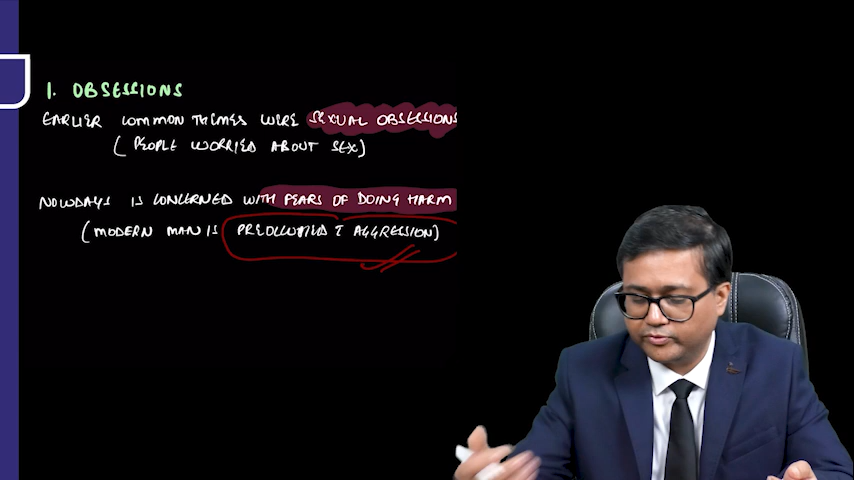 1. OBSESSIONS
EARLIER COMMON THEMES WERE SEXUAL OBSESSIONS
( PEOPLE WORRIED ABOUT SEX)
NOWDAYS IS CONCERNED WITH FEARS OF DOING HARM
(MODERN MAN IS PREOCCUPIED AGGRESSION)